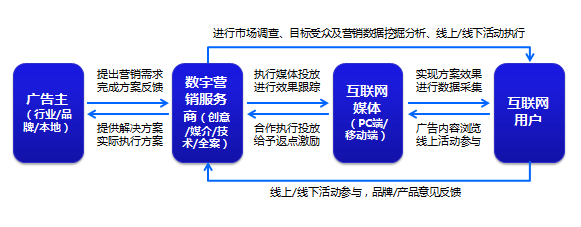 进行市场调查、目标受众及营销数据挖掘分析、线上/线下活动执行
广告主
（行业/品
牌/本地）
提出营销需求
完成方案反馈
提供解决方案
实际执行方案
数字营
销服务
商（创意
/媒介/技
术/全案）
执行媒体投放
进行效果跟踪
合作执行投放
给予返点激励
互联网
媒体
（PC端/
移动端）
实现方案效果
进行数据采集
广告内容浏览
线上活动参与
互联网
用户
线上/线下活动参与，品牌/产品意见反馈